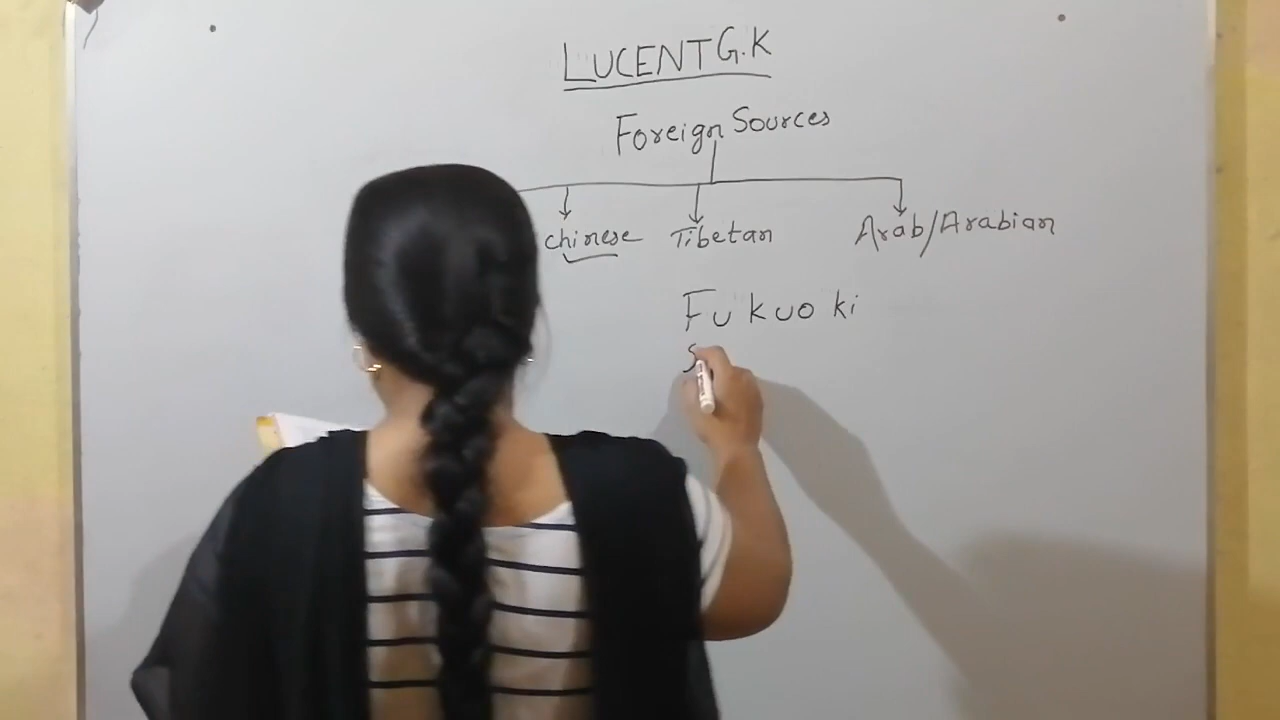 LUCENT G.K
Foreign Sources
Chinese Tibetan Arab/Arabian
Fu kuo ki
S